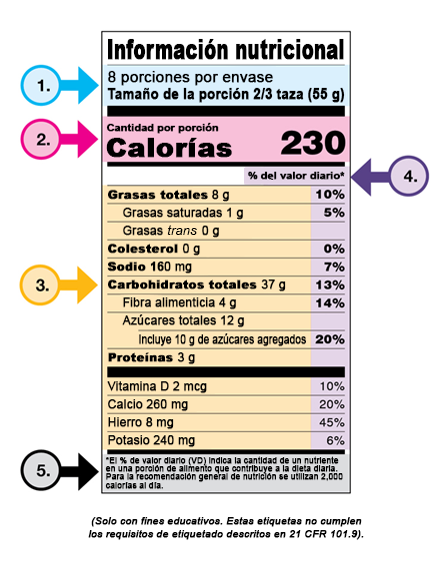 Información nutricional
1.
8 porciones por envase
Tamaño de la porción 2/3 taza (55 g)
2.
Cantidad por porción
Calorías 230
4.
% del valor diario*
3.
Grasas totales 8 g 10%
Grasas saturadas 1 g 5%
Grasas trans 0 g
Colesterol 0 g 0%
Sodio 160 mg 7%
Carbohidratos totales 37 g 13%
Fibra alimenticia 4 g 14%
Azúcares totales 12 g
Incluye 10 g de azúcares agregados 20%
Proteínas 3 g
Vitamina D 2 mcg 10%
Calcio 260 mg 20%
Hierro 8 mg 45%
Potasio 240 mg 6%
5.
*El % de valor diario (VD) indica la cantidad de un nutriente
en una porción de alimento que contribuye a la dieta diaria.
Para la recomendación general de nutrición se utilizan 2,000
calorías al día.
(Solo con fines educativos. Estas etiquetas no cumplen
los requisitos de etiquetado descritos en 21 CFR 101.9).